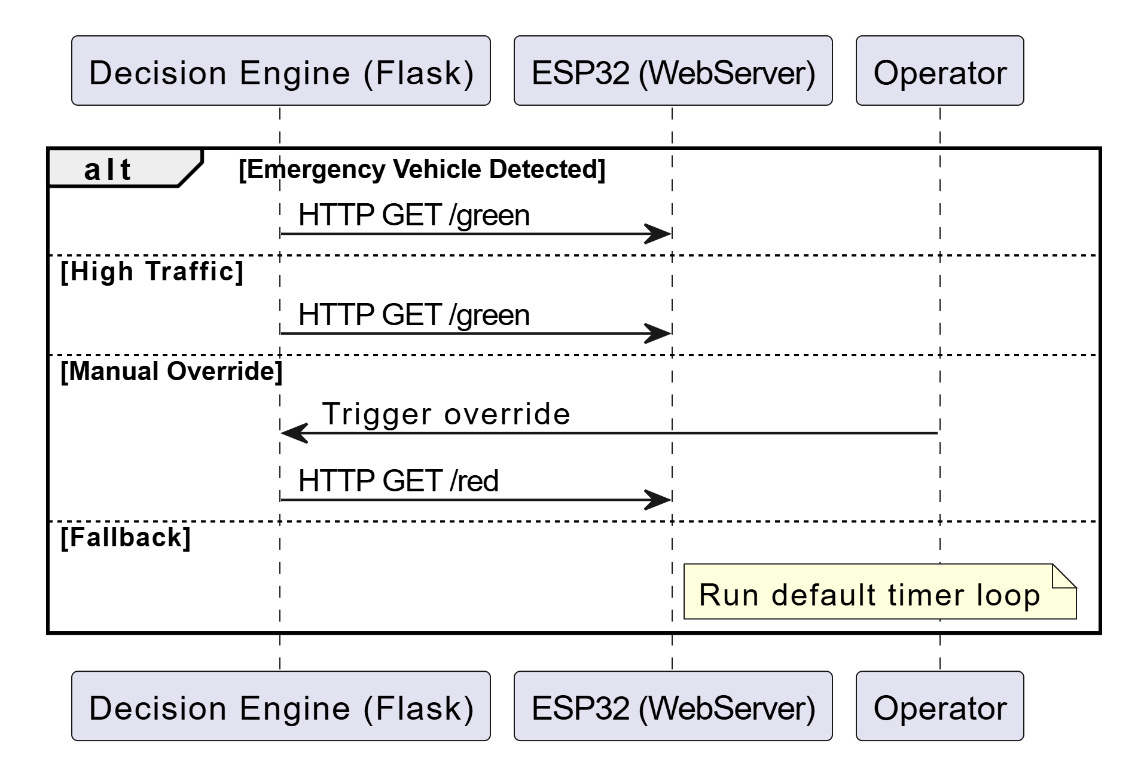 Decision Engine (Flask)
ESP32 (WebServer)
Operator
alt
[Emergency Vehicle Detected]
HTTP GET /green
[High Traffic]
HTTP GET /green
[Manual Override]
Trigger override
HTTP GET /red
[Fallback]
Run default timer loop
Decision Engine (Flask)
ESP32 (WebServer)
Operator